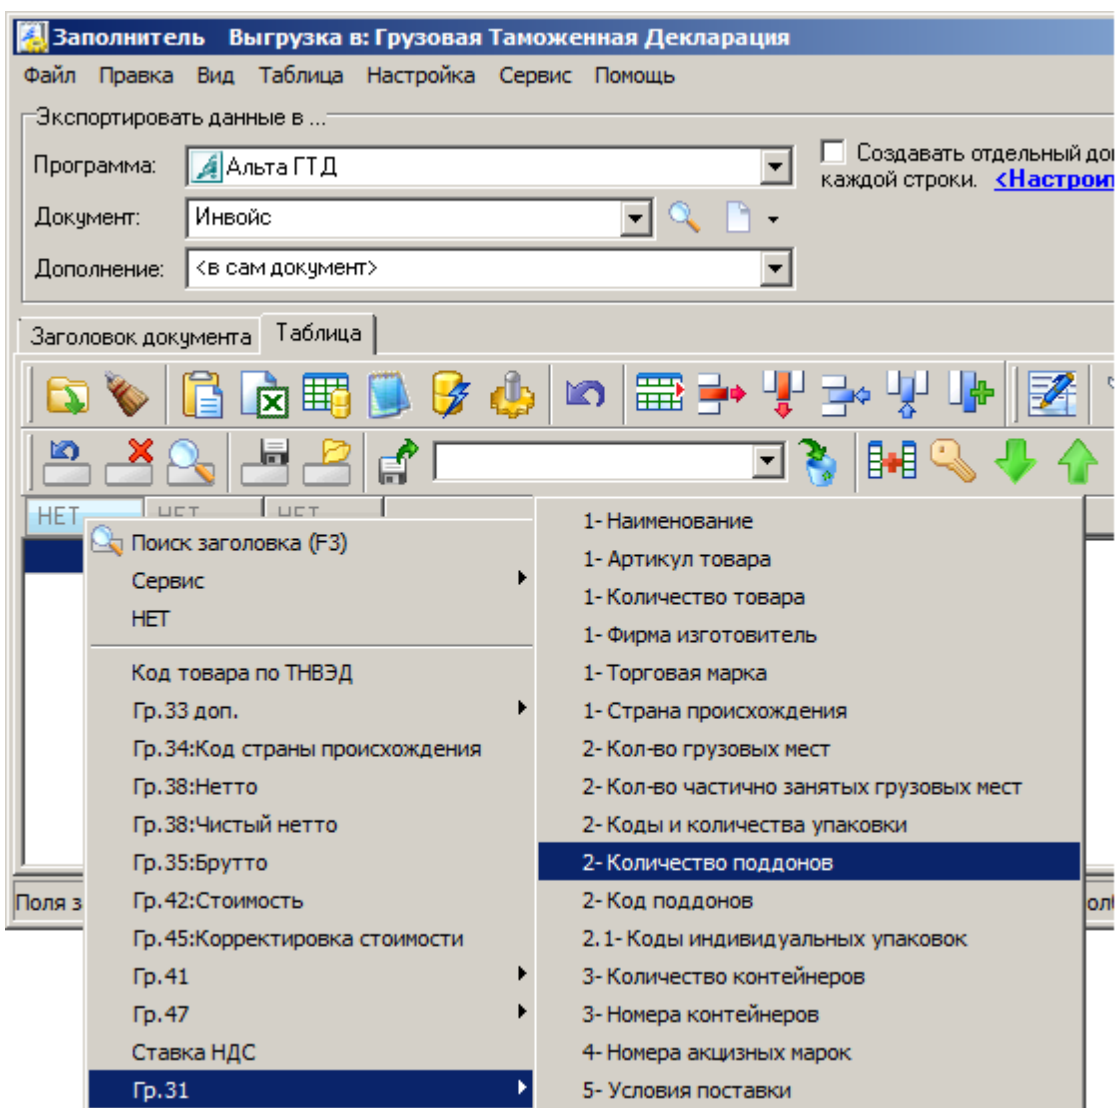 Заполнитель Выгрузка в: Грузовая Таможенная Декларация
Файл Правка Вид Таблица Настройка Сервис Помощь
Экспортировать данные в ...
Программа: Альта ГТД
Создавать отдельный
каждой строки. <Настроит
Документ: Инвойс
Дополнение: <в сам документ>
Заголовок документа Таблица
НЕТ НЕТ НЕТ
Поиск заголовка (F3)
Сервис
НЕТ
Код товара по ТНВЭД
Гр.33 доп.
Гр.34:Код страны происхождения
Гр.38:Нетто
Гр.38:Чистый нетто
Гр.35:Брутто
Гр.42:Стоимость
Гр.45:Корректировка стоимости
Гр.41
Гр.47
Ставка НДС
Гр.31
1- Наименование
1- Артикул товара
1- Количество товара
1- Фирма изготовитель
1- Торговая марка
1- Страна происхождения
2- Кол-во грузовых мест
2- Кол-во частично занятых грузовых мест
2- Коды и количества упаковки
2- Количество поддонов
2- Код поддонов
2.1- Коды индивидуальных упаковок
3- Количество контейнеров
3- Номера контейнеров
4- Номера акцизных марок
5- Условия поставки
Поля з